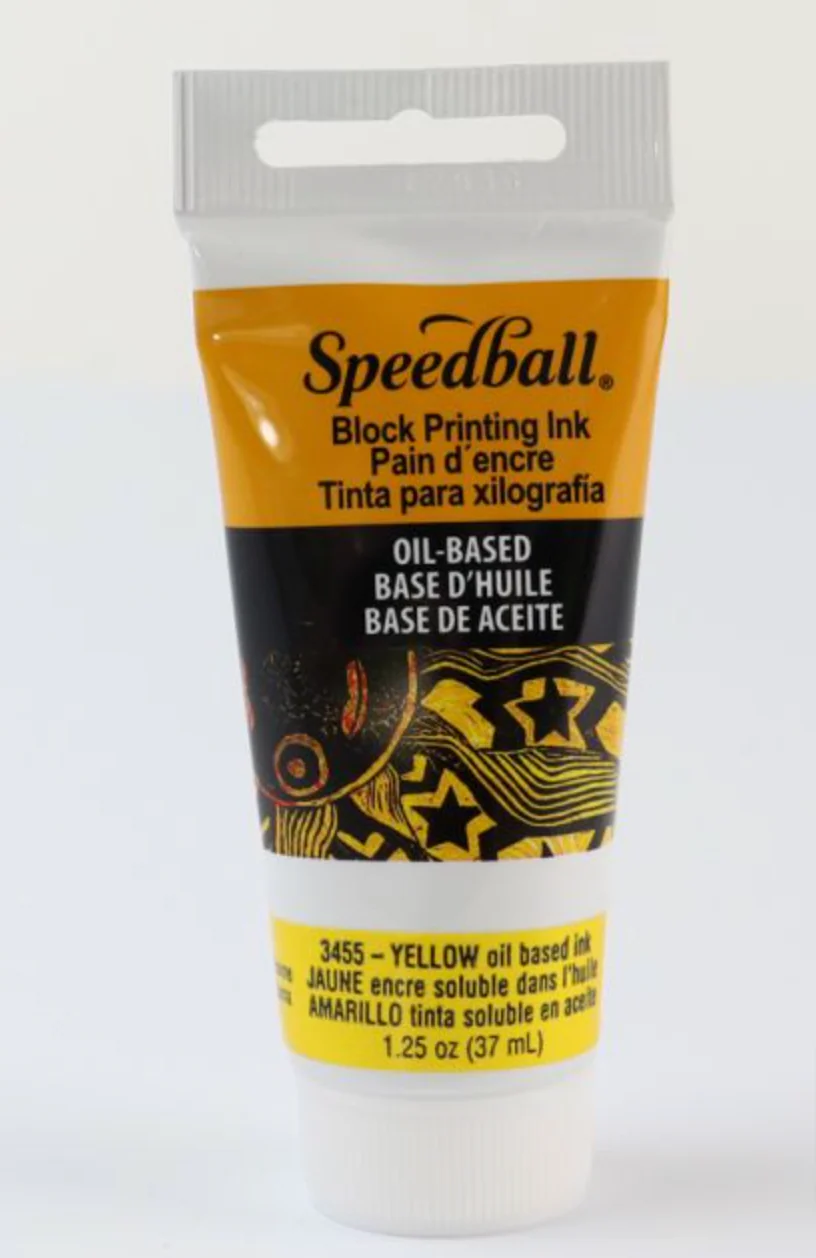 Speedball®
Block Printing Ink
Pain d'encre
Tinta para xilografía
OIL-BASED
BASE D'HUILE
BASE DE ACEITE
3455 – YELLOW oil based ink
JAUNE encre soluble dans l'huile
AMARILLO tinta soluble en aceite
1.25 oz (37 mL)